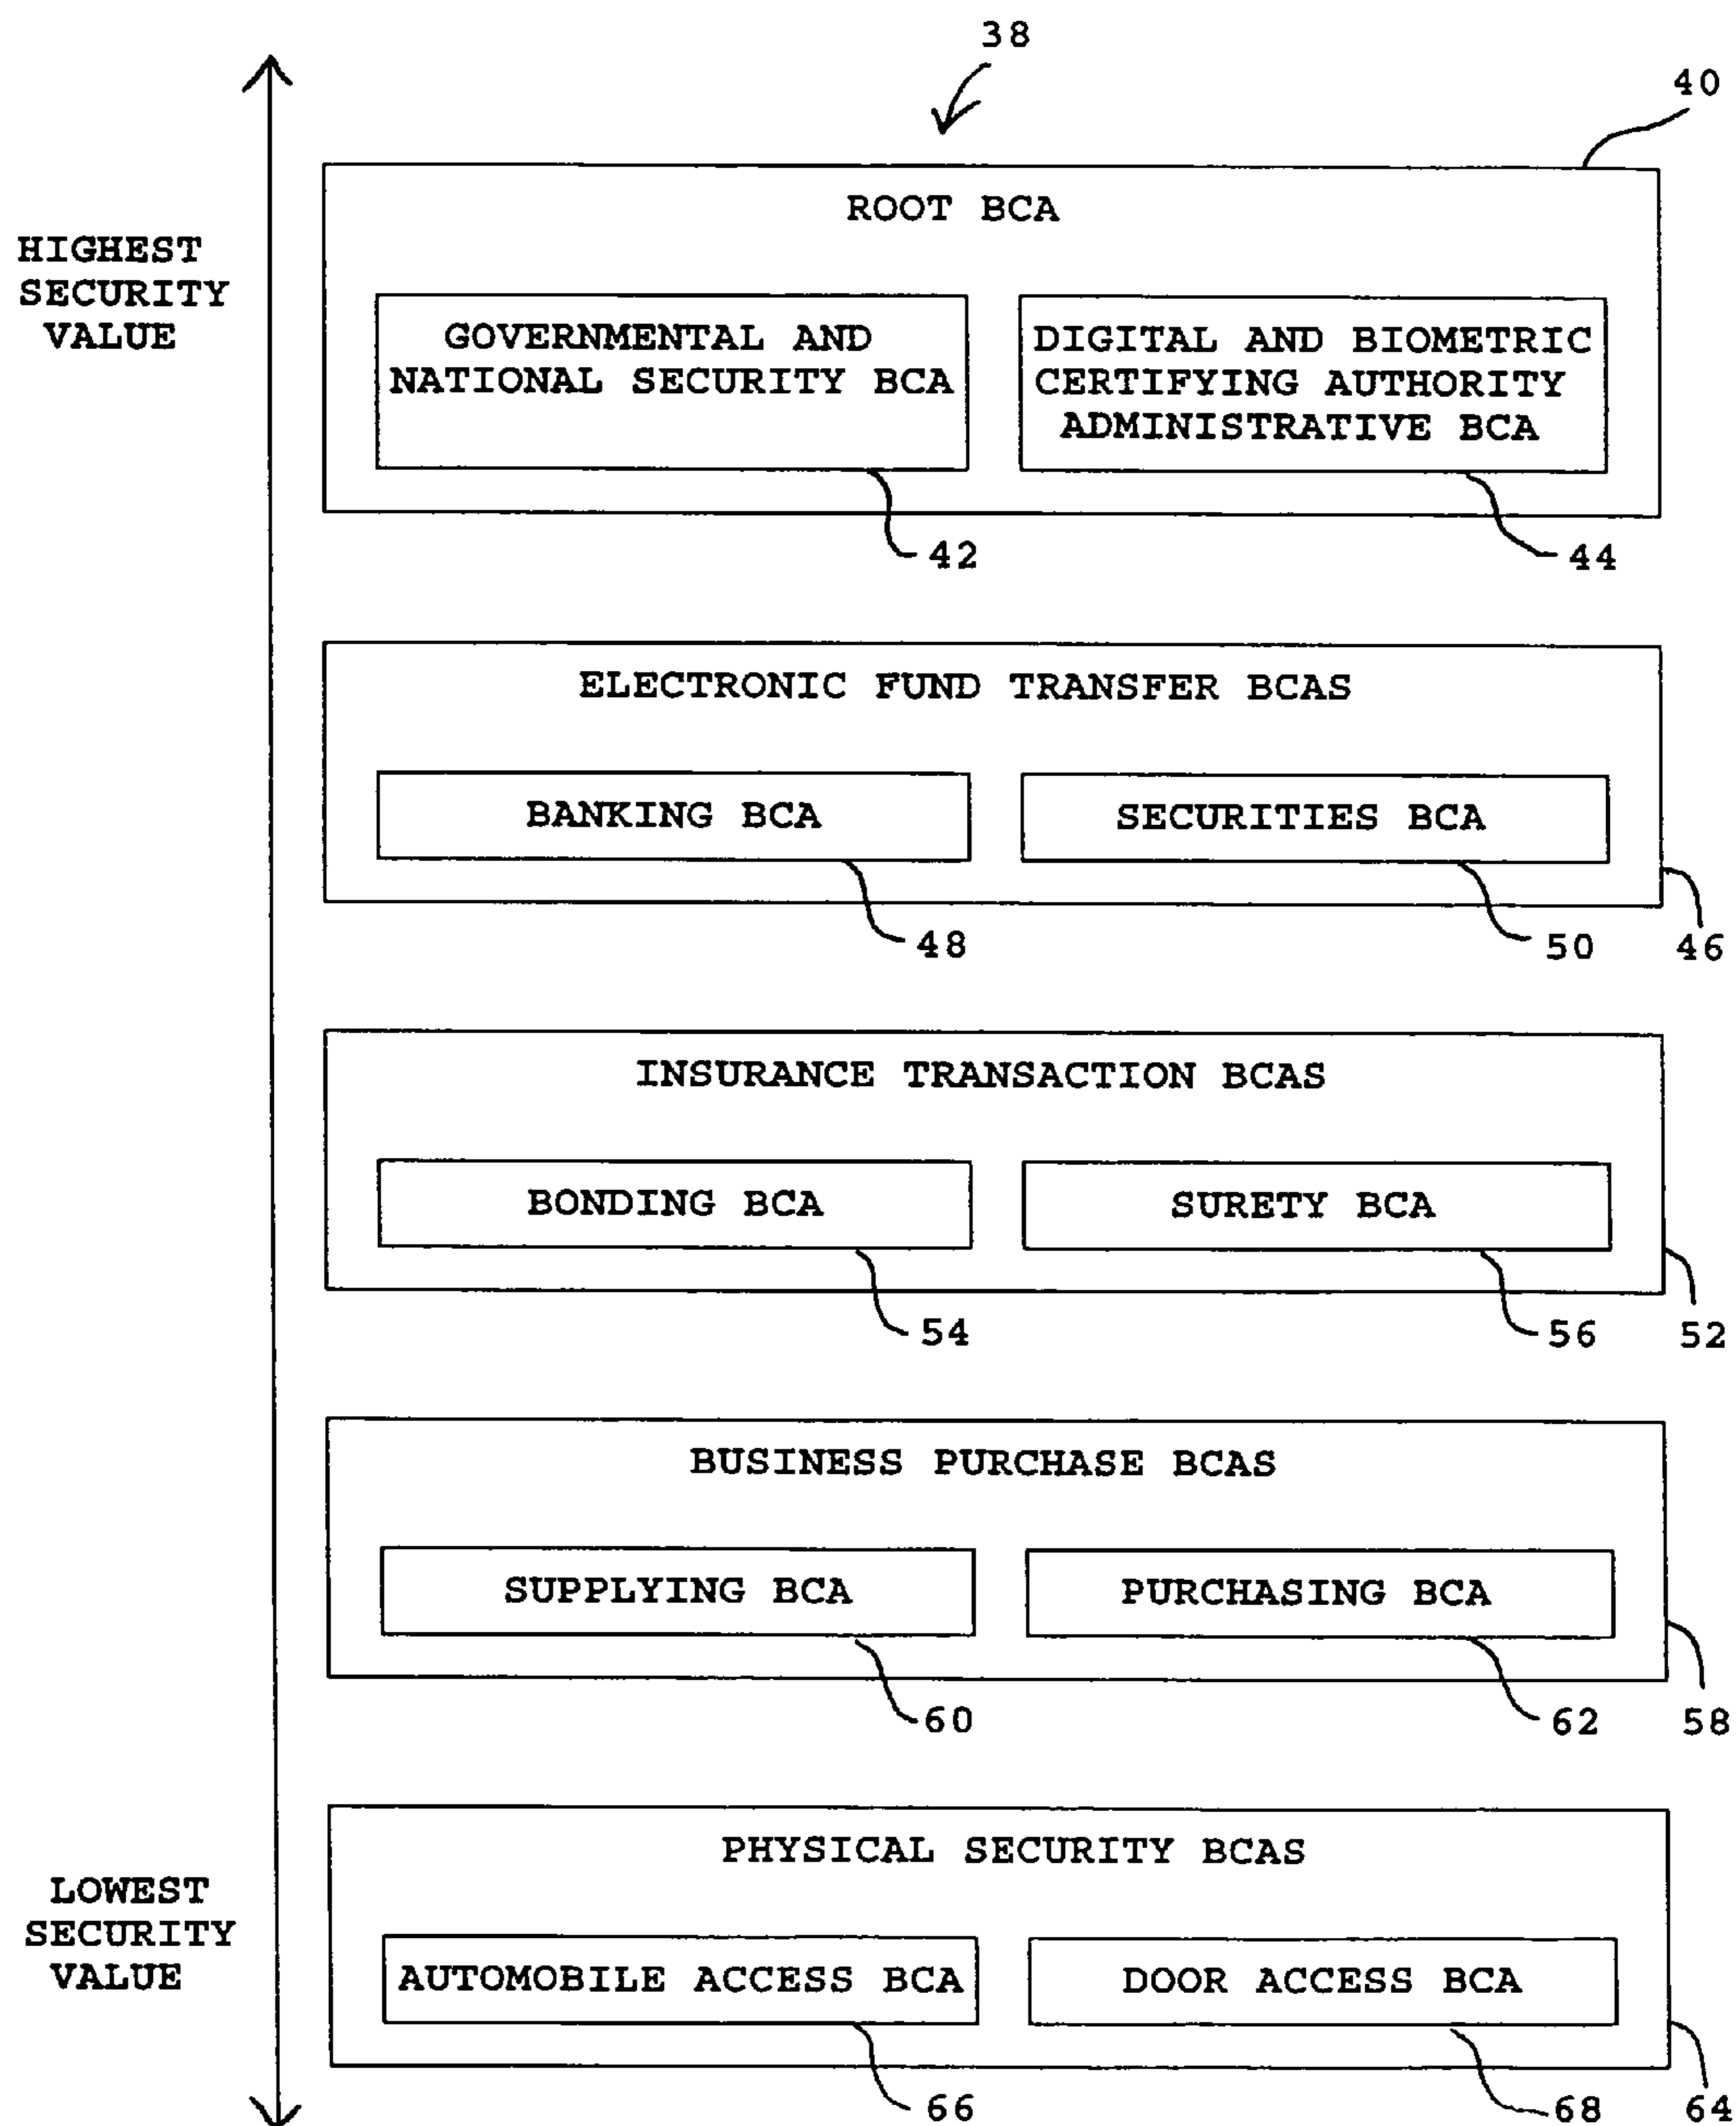 38
40
HIGHEST
SECURITY
VALUE
ROOT BCA
GOVERNMENTAL AND
NATIONAL SECURITY BCA
DIGITAL AND BIOMETRIC
CERTIFYING AUTHORITY
ADMINISTRATIVE BCA
42
44
ELECTRONIC FUND TRANSFER BCAS
BANKING BCA
SECURITIES BCA
48
50
46
INSURANCE TRANSACTION BCAS
BONDING BCA
SURETY BCA
54
56
52
BUSINESS PURCHASE BCAS
SUPPLYING BCA
PURCHASING BCA
60
62
58
LOWEST
SECURITY
VALUE
PHYSICAL SECURITY BCAS
AUTOMOBILE ACCESS BCA
DOOR ACCESS BCA
66
68
64